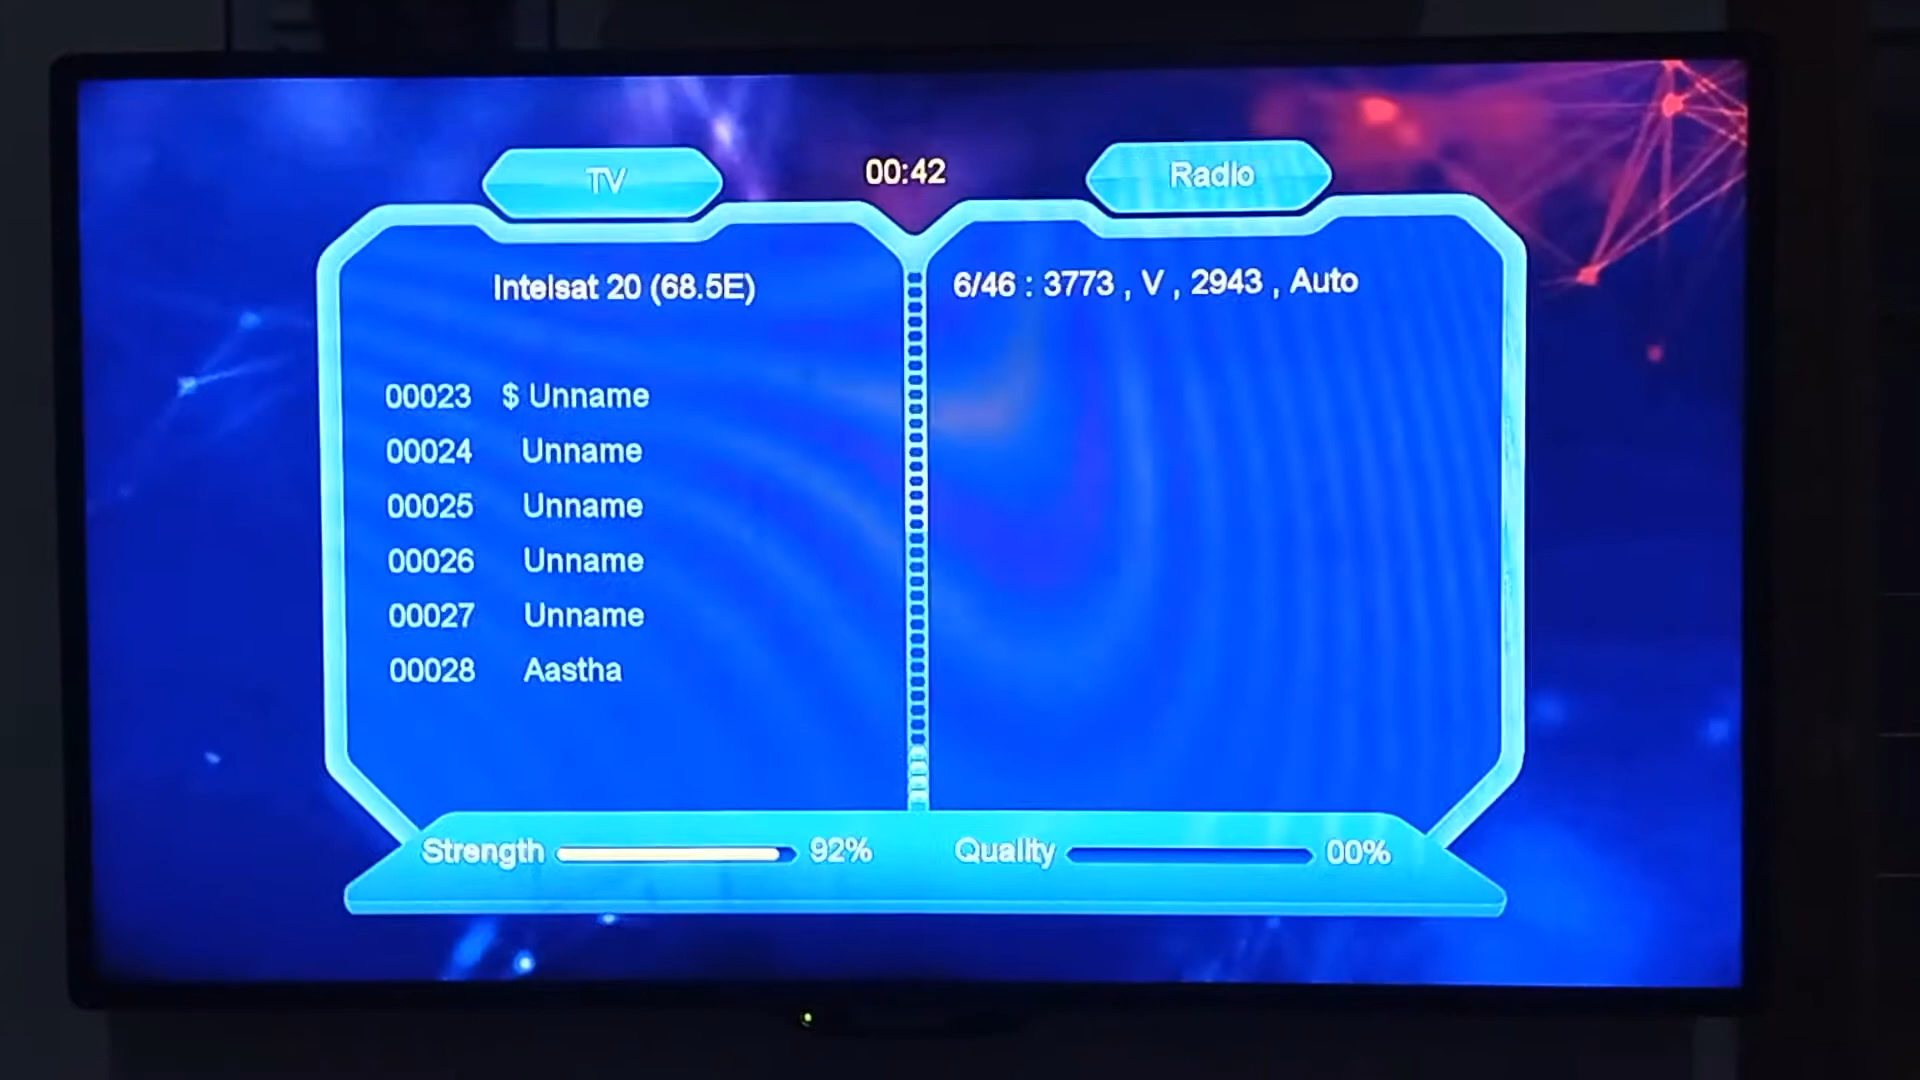 TV
00:42
Radio
Intelsat 20 (68.5E)
6/46 : 3773 , V , 2943 , Auto
00023 $ Unname
00024 Unname
00025 Unname
00026 Unname
00027 Unname
00028 Aastha
Strength 92%
Quality 00%